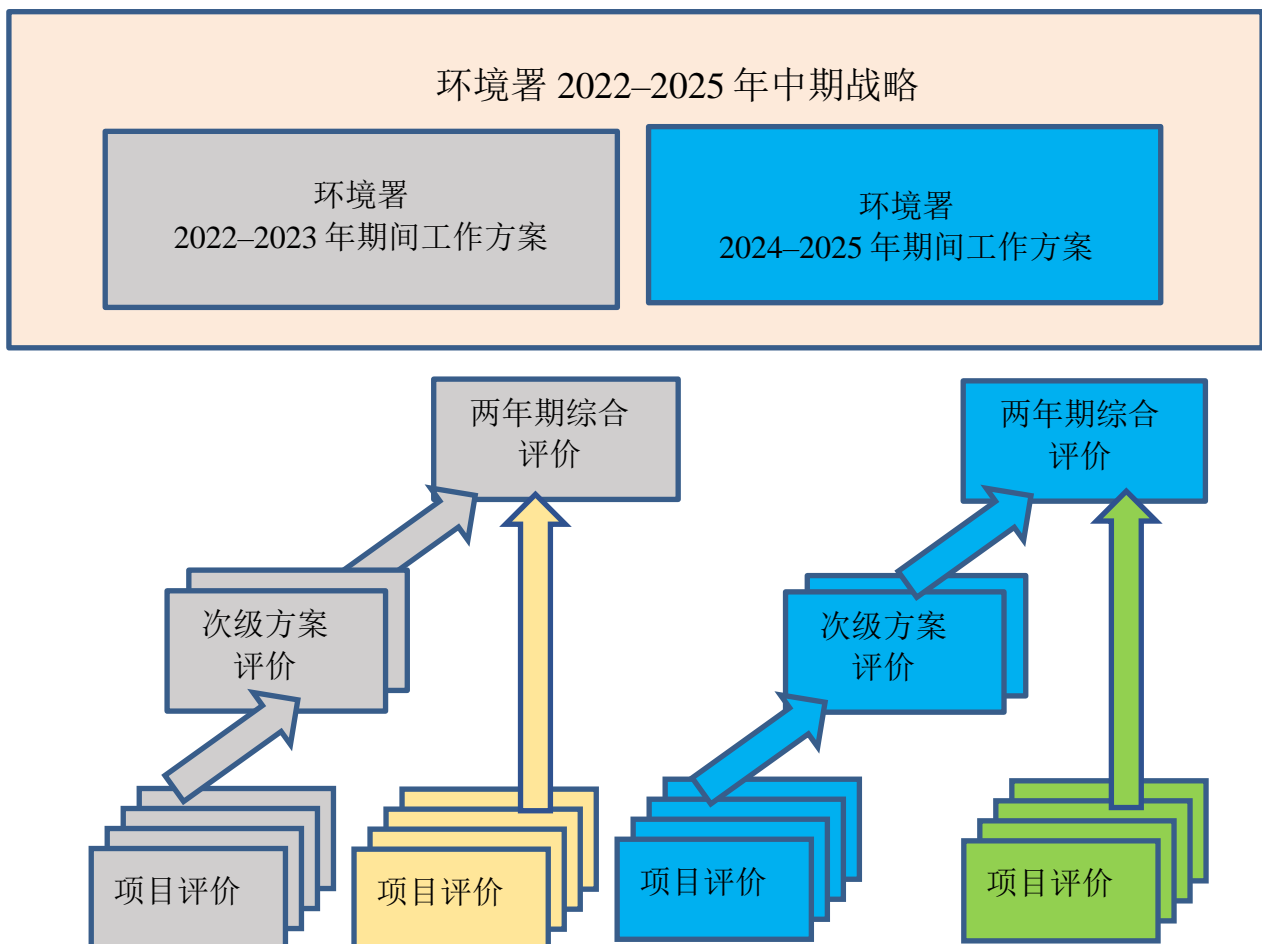 环境署 2022–2025 年中期战略
环境署
2022–2023 年期间工作方案
环境署
2024–2025 年期间工作方案
两年期综合
评价
两年期综合
评价
次级方案
评价
次级方案
评价
项目评价
项目评价
项目评价
项目评价